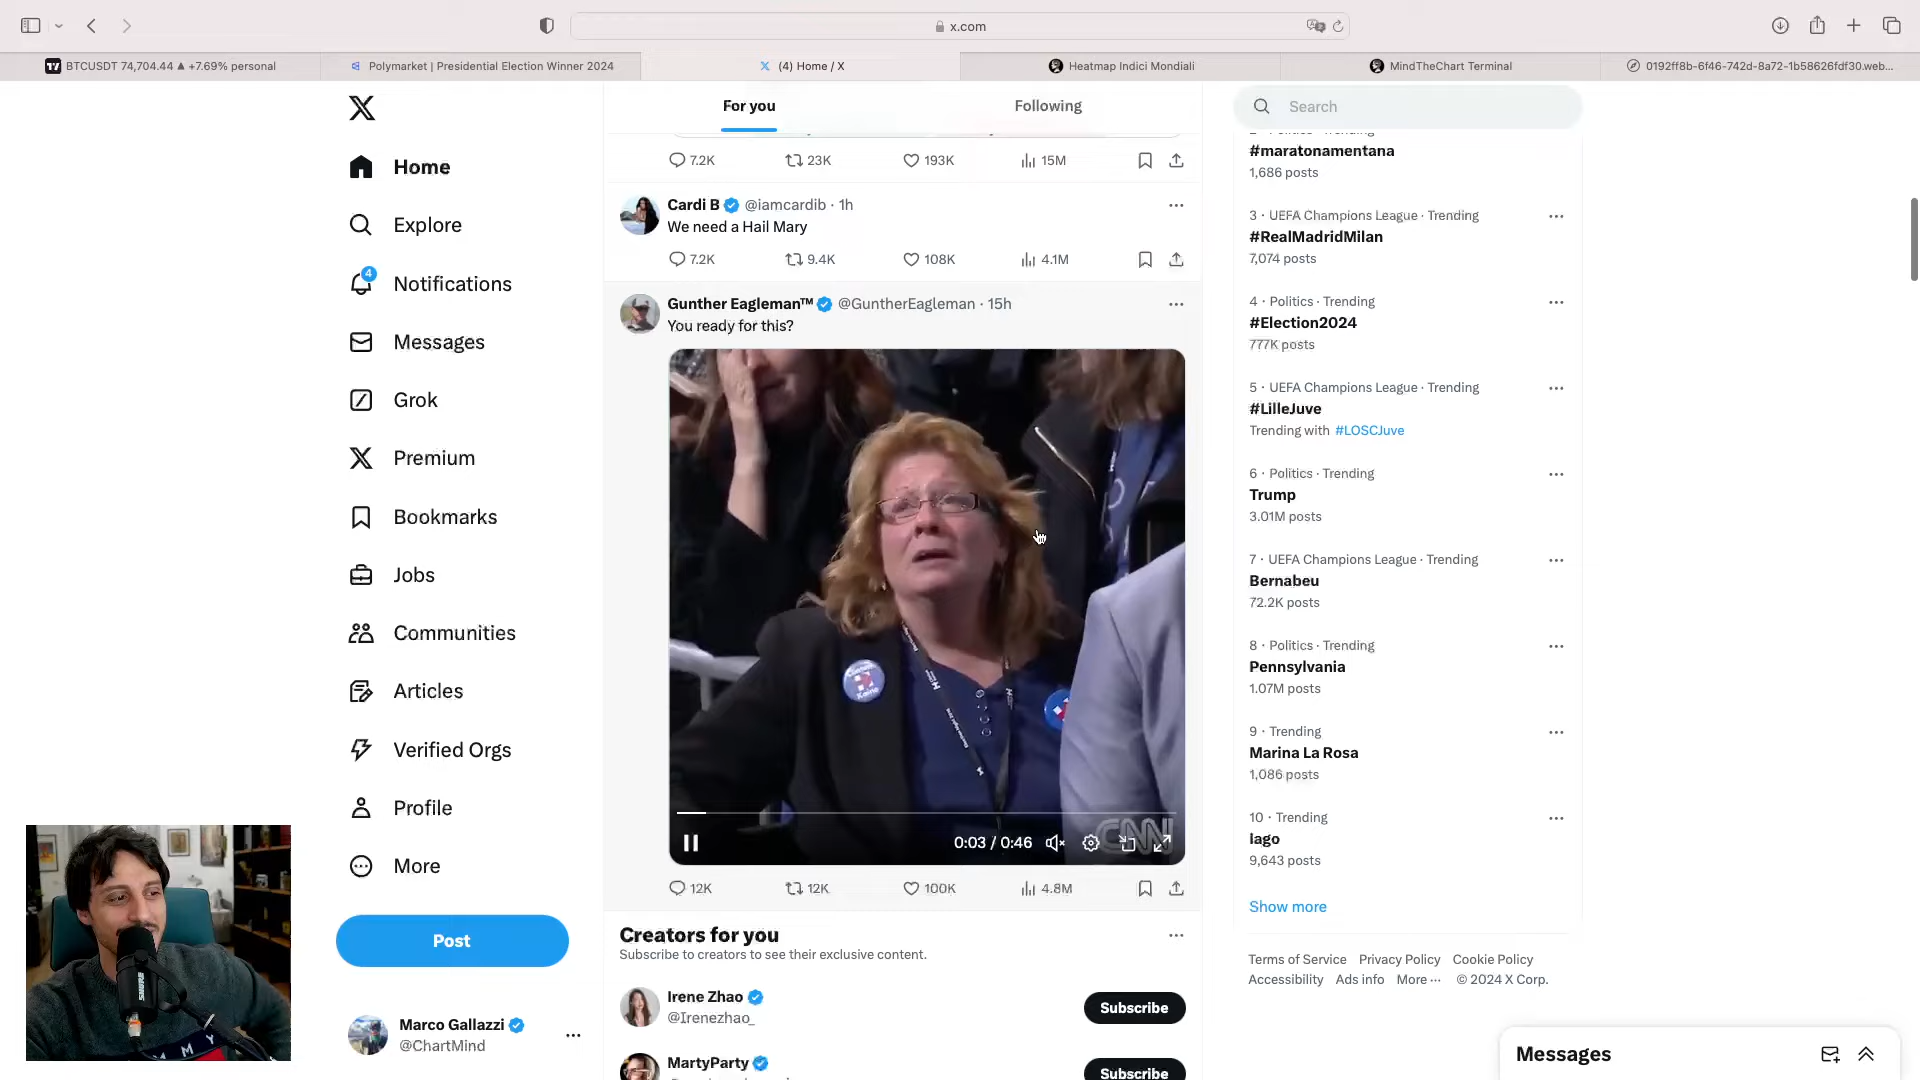 x.com
BTCUSDT 74,704.44 ▲ +7.69% personal
Polymarket | Presidential Election Winner 2024
(4) Home / X
Heatmap Indici Mondiali
MindTheChart Terminal
0192ff8b-6f46-742d-8a72-1b58626fdf30.web...
Home
Explore
4
Notifications
Messages
Grok
Premium
Bookmarks
Jobs
Communities
Articles
Verified Orgs
Profile
More
Post
Marco Gallazzi
@ChartMind
For you
Following
7.2K 23K 193K 15M
Cardi B @iamcardib · 1h
We need a Hail Mary
7.2K 9.4K 108K 4.1M
Gunther Eagleman™ @GuntherEagleman · 15h
You ready for this?
CNN
0:03 / 0:46
12K 12K 100K 4.8M
Creators for you
Subscribe to creators to see their exclusive content.
Irene Zhao
@Irenezhao_
Subscribe
MartyParty
Subscribe
Search
#maratonamentana
1,686 posts
3 · UEFA Champions League · Trending
#RealMadridMilan
7,074 posts
4 · Politics · Trending
#Election2024
777K posts
5 · UEFA Champions League · Trending
#LilleJuve
Trending with #LOSCJuve
6 · Politics · Trending
Trump
3.01M posts
7 · UEFA Champions League · Trending
Bernabeu
72.2K posts
8 · Politics · Trending
Pennsylvania
1.07M posts
9 · Trending
Marina La Rosa
1,086 posts
10 · Trending
Iago
9,643 posts
Show more
Terms of Service Privacy Policy Cookie Policy
Accessibility Ads info More ··· © 2024 X Corp.
Messages
SHURE
M M Y